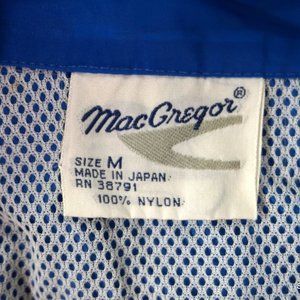 MacGregor®
SIZE M
MADE IN JAPAN
RN 38791
100% NYLON